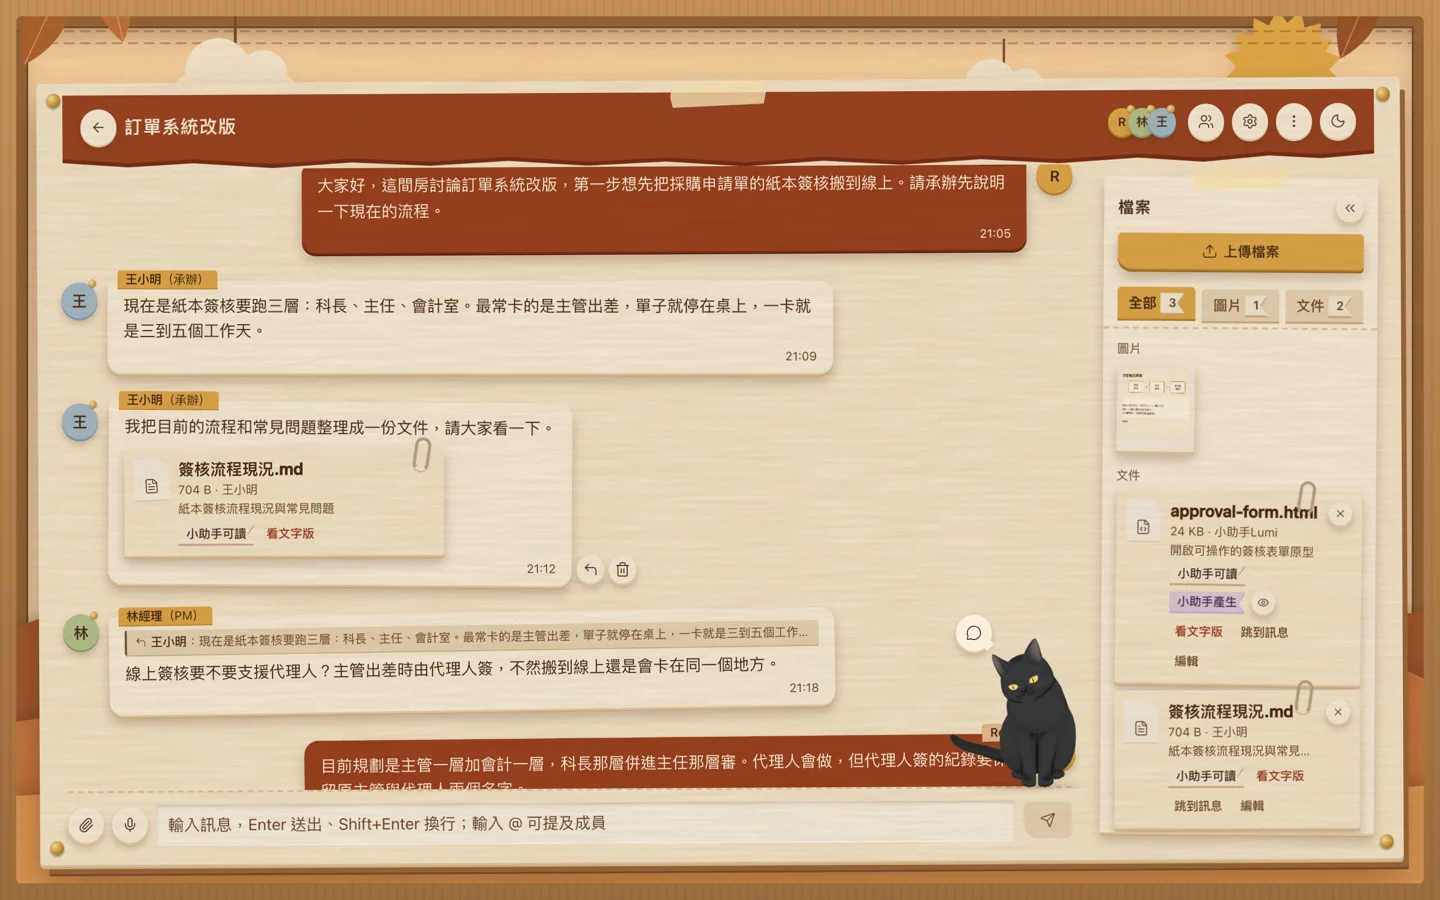 訂單系統改版
R
林
王
大家好，這間房討論訂單系統改版，第一步想先把採購申請單的紙本簽核搬到線上。請承辦先說明
一下現在的流程。
21:05
R
王小明（承辦）
王
現在是紙本簽核要跑三層：科長、主任、會計室。最常卡的是主管出差，單子就停在桌上，一卡就
是三到五個工作天。
21:09
王小明（承辦）
王
我把目前的流程和常見問題整理成一份文件，請大家看一下。
簽核流程現況.md
704 B · 王小明
紙本簽核流程現況與常見問題
小助手可讀
看文字版
21:12
林經理（PM）
林
王小明：現在是紙本簽核要跑三層：科長、主任、會計室。最常卡的是主管出差，單子就停在桌上，一卡就是三到五個工作...
線上簽核要不要支援代理人？主管出差時由代理人簽，不然搬到線上還是會卡在同一個地方。
21:18
目前規劃是主管一層加會計一層，科長那層併進主任那層審。代理人會做，但代理人簽的紀錄要
留原主管與代理人兩個名字。
輸入訊息，Enter 送出、Shift+Enter 換行；輸入 @ 可提及成員
檔案
上傳檔案
全部 3
圖片 1
文件 2
圖片
文件
approval-form.html
24 KB · 小助手Lumi
開啟可操作的簽核表單原型
小助手可讀
小助手產生
看文字版
跳到訊息
編輯
簽核流程現況.md
704 B · 王小明
紙本簽核流程現況與常見...
小助手可讀
看文字版
跳到訊息
編輯